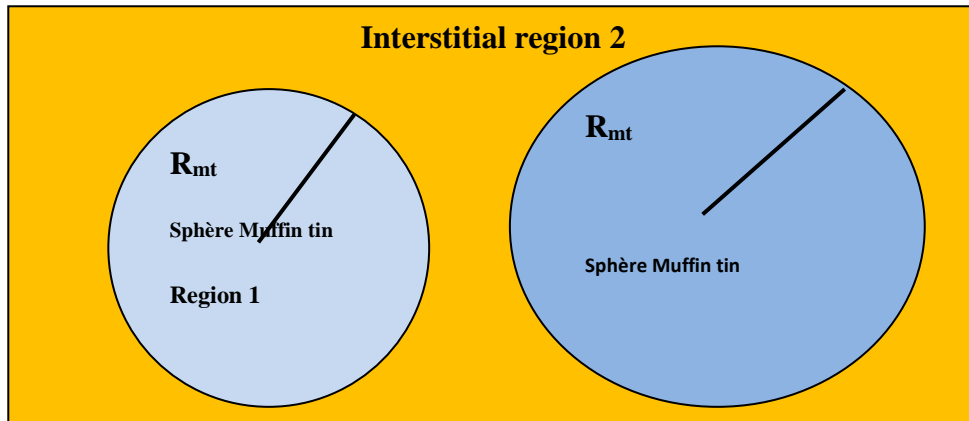 Interstitial region 2
Rmt
Sphère Muffin tin
Region 1
Rmt
Sphère Muffin tin